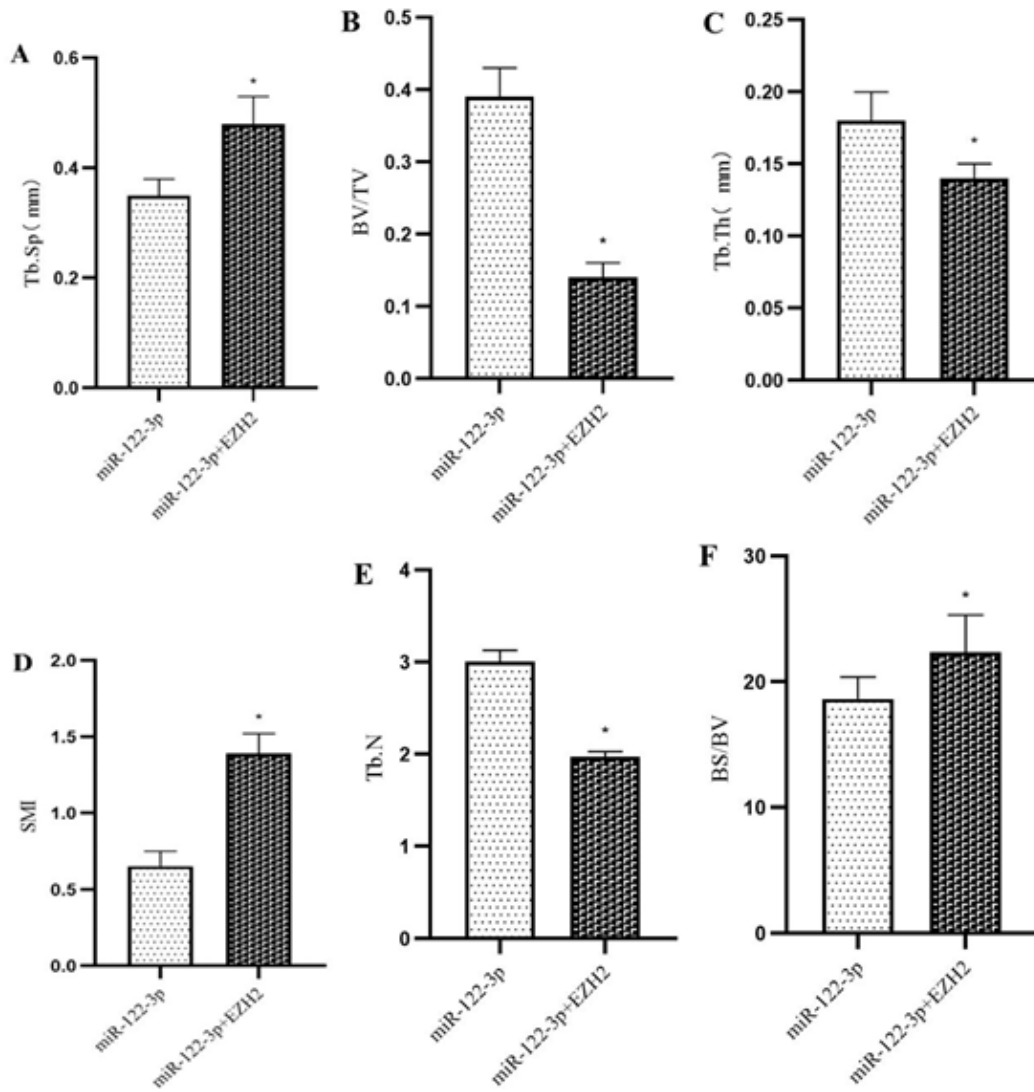 A
Tb.Sp( mm)
0.6
0.4
0.2
0.0
*
miR-122-3p
miR-122-3p+EZH2
B
BV/TV
0.5
0.4
0.3
0.2
0.1
0.0
*
miR-122-3p
miR-122-3p+EZH2
C
Tb.Th( mm)
0.25
0.20
0.15
0.10
0.05
0.00
*
miR-122-3p
miR-122-3p+EZH2
D
SMI
2.0
1.5
1.0
0.5
0.0
*
miR-122-3p
miR-122-3p+EZH2
E
Tb.N
4
3
2
1
0
*
miR-122-3p
miR-122-3p+EZH2
F
BS/BV
30
20
10
0
*
miR-122-3p
miR-122-3p+EZH2